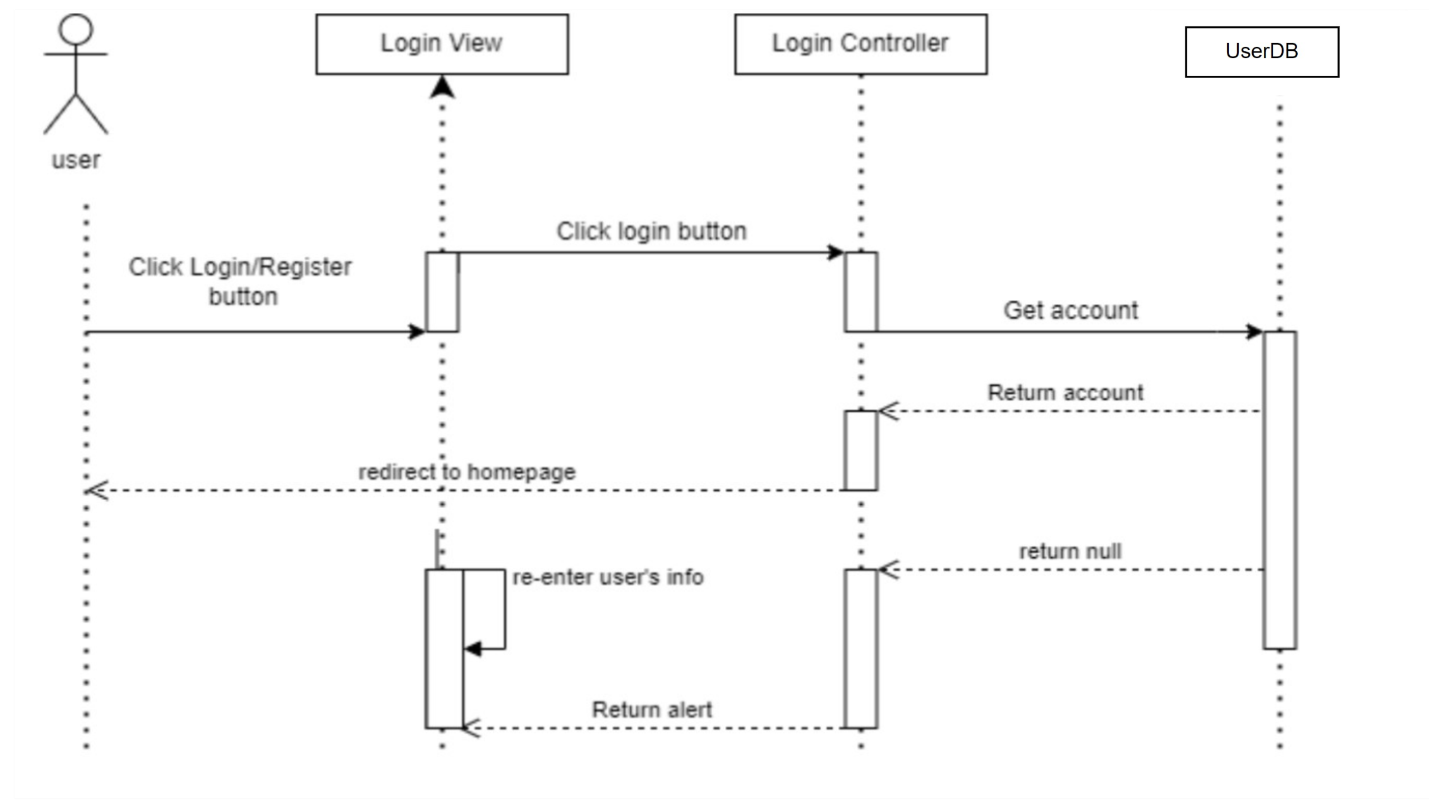 Login View
Login Controller
UserDB
user
Click login button
Click Login/Register
button
Get account
Return account
redirect to homepage
return null
re-enter user's info
Return alert